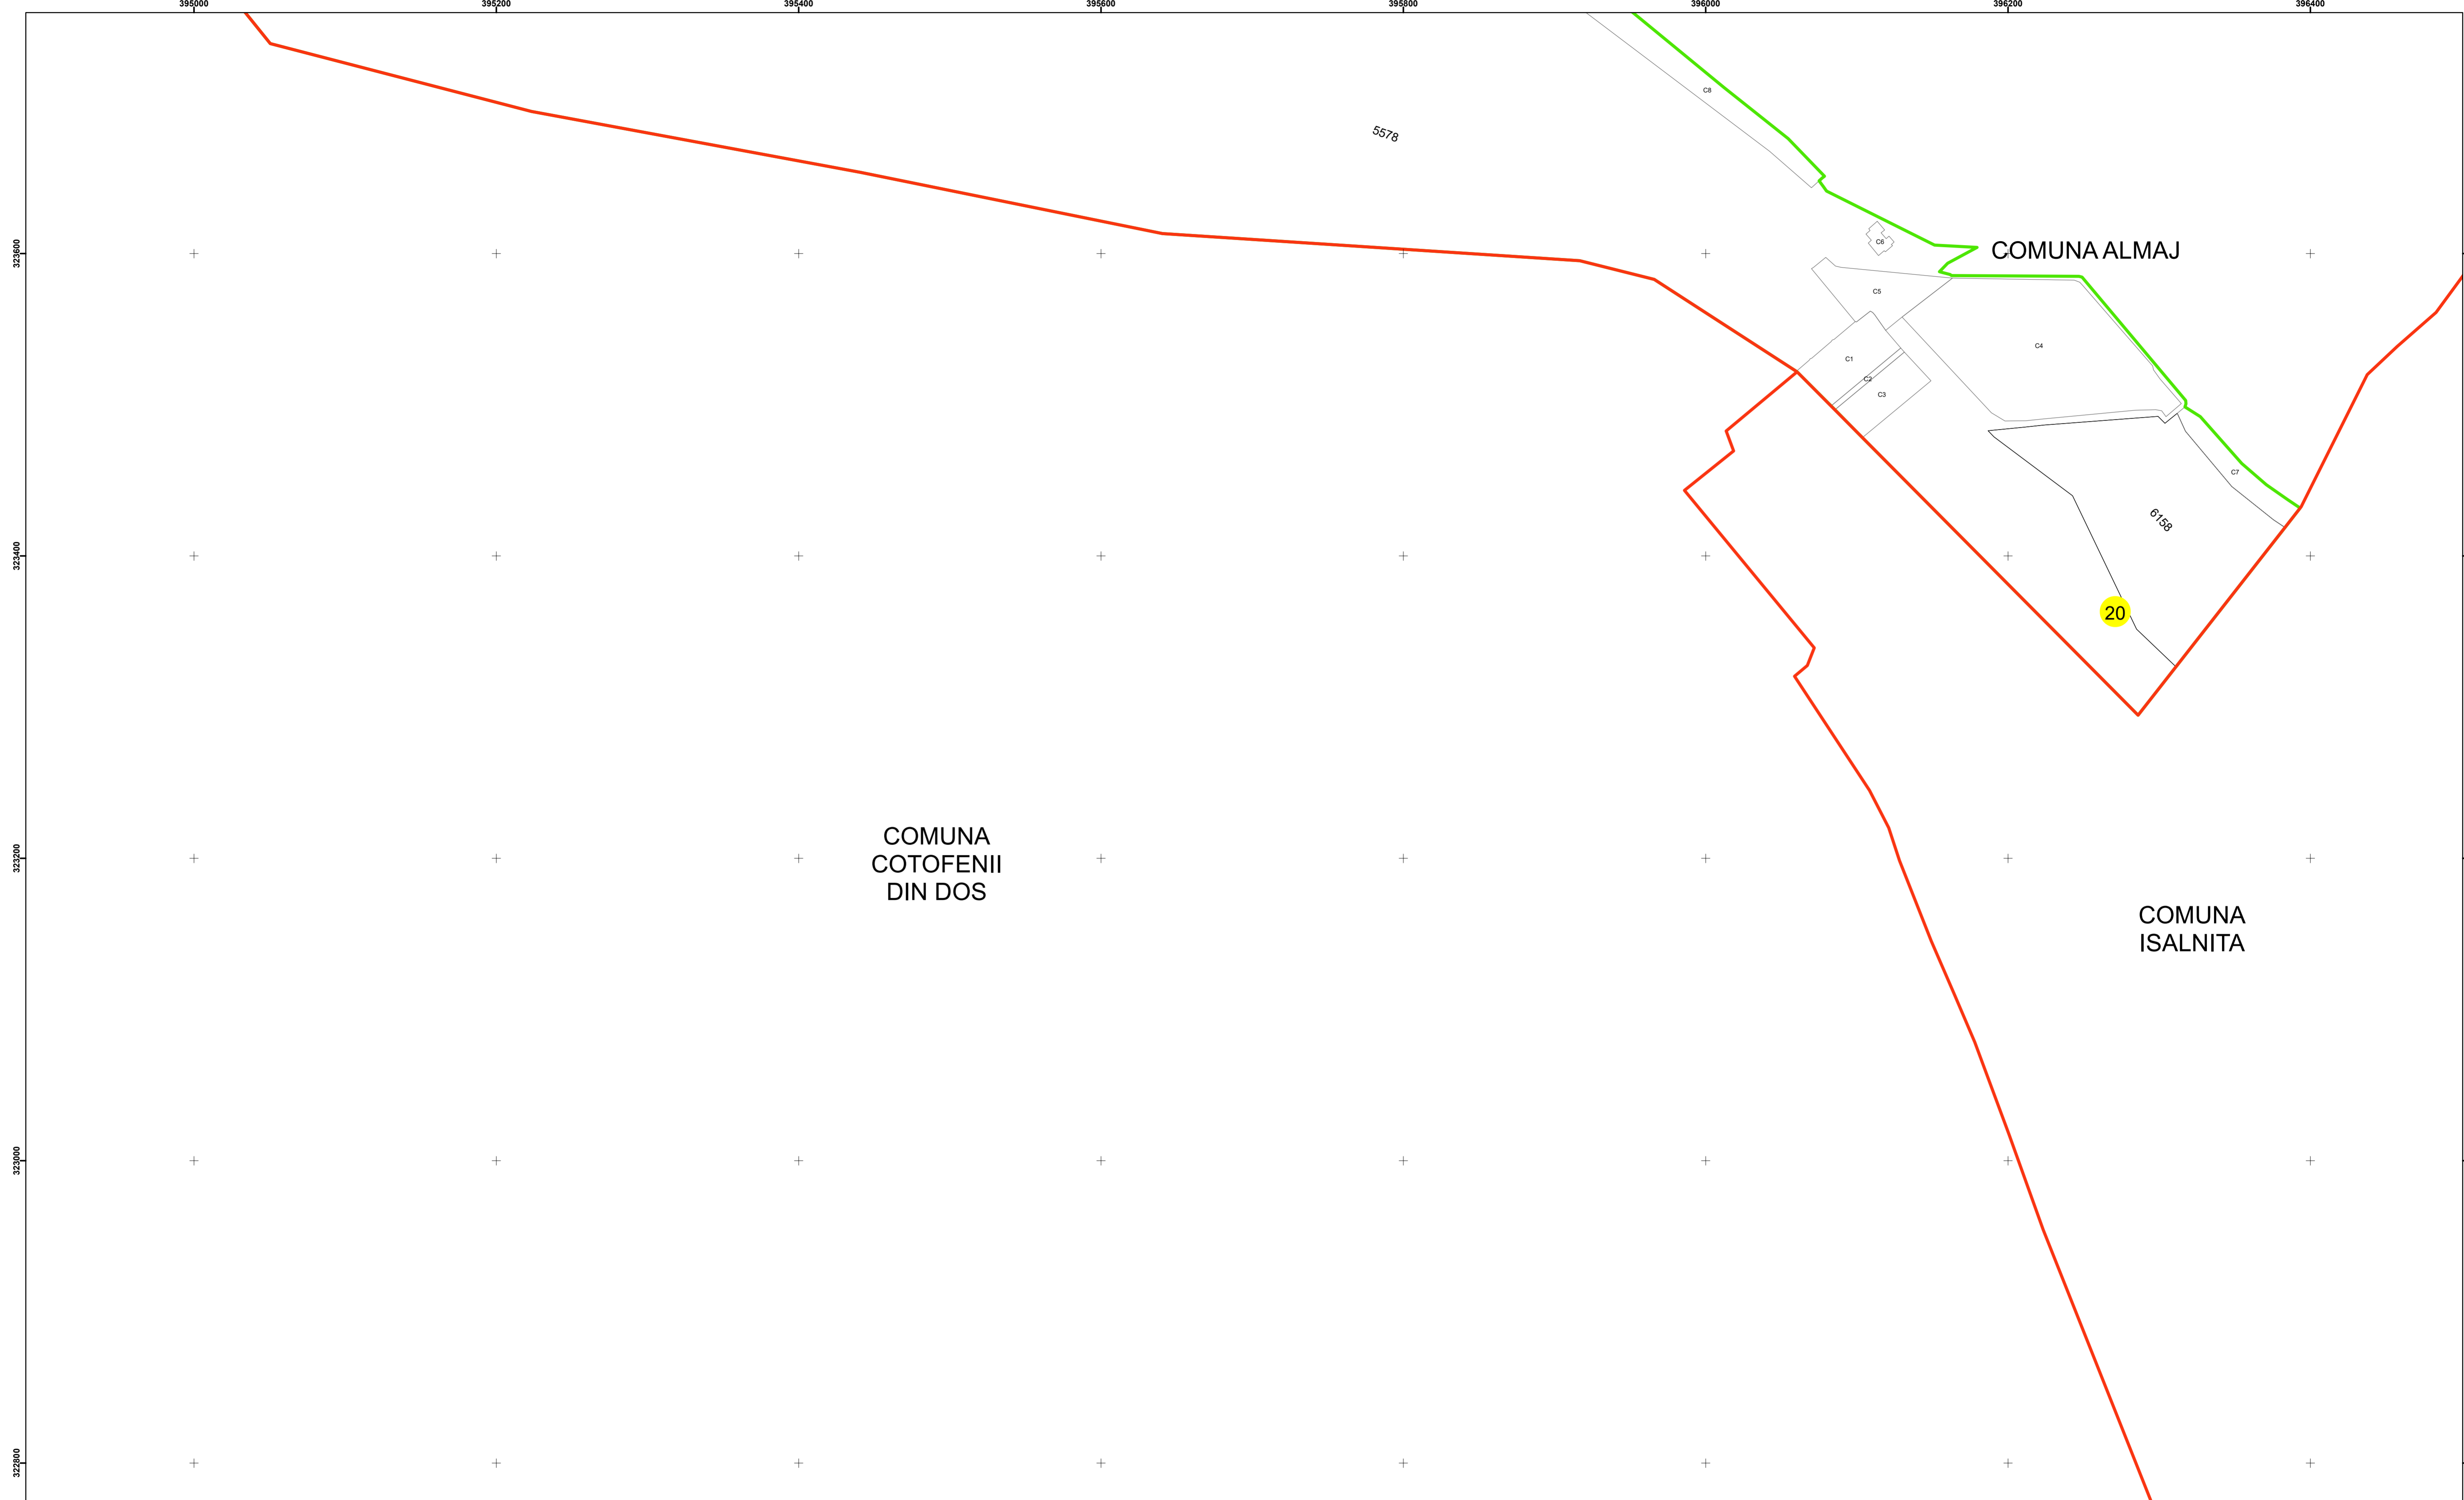 395000 395200 395400 395600 395800 396000 396200 396400
C8
5578
323600
C6
COMUNA ALMAJ
C5
C4
C1
C2
C3
C7
6158
323400
20
323200
COMUNA
COTOFENII
DIN DOS
COMUNA
ISALNITA
323000
322800